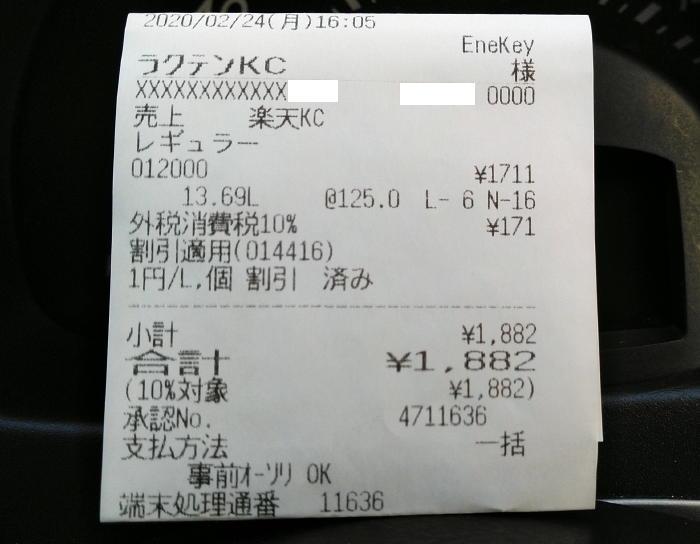 2020/02/24(月)16:05
EneKey
ラクテンKC 様
XXXXXXXXXXXX 0000
売上 楽天KC
レギュラー
012000 ¥1711
13.69L @125.0 L- 6 N-16
外税消費税10% ¥171
割引適用(014416)
1円/L,個 割引 済み
小計 ¥1,882
合計 ¥1,882
(10%対象 ¥1,882)
承認No. 4711636
支払方法 一括
事前オーソリ OK
端末処理通番 11636